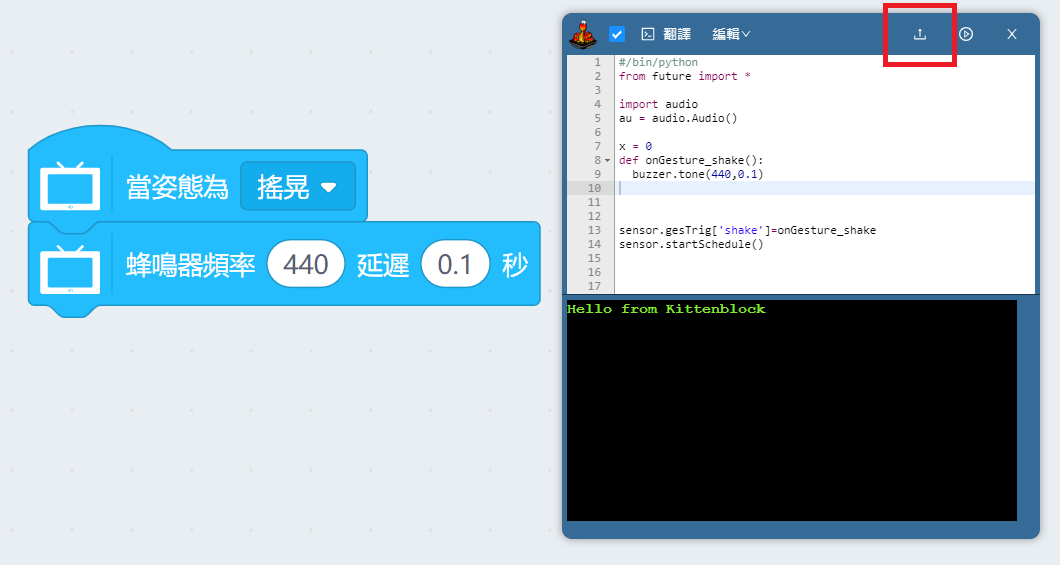 當姿態為 搖晃
蜂鳴器頻率 440 延遲 0.1 秒
翻譯 編輯
1 #/bin/python
2 from future import *
3
4 import audio
5 au = audio.Audio()
6
7 x = 0
8 def onGesture_shake():
9 buzzer.tone(440,0.1)
10
11
12
13 sensor.gesTrig['shake']=onGesture_shake
14 sensor.startSchedule()
15
16
17
Hello from Kittenblock